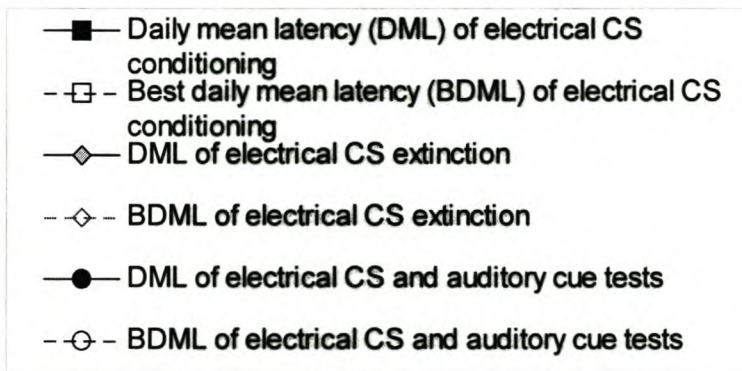 Daily mean latency (DML) of electrical CS
conditioning
Best daily mean latency (BDML) of electrical CS
conditioning
DML of electrical CS extinction
BDML of electrical CS extinction
DML of electrical CS and auditory cue tests
BDML of electrical CS and auditory cue tests